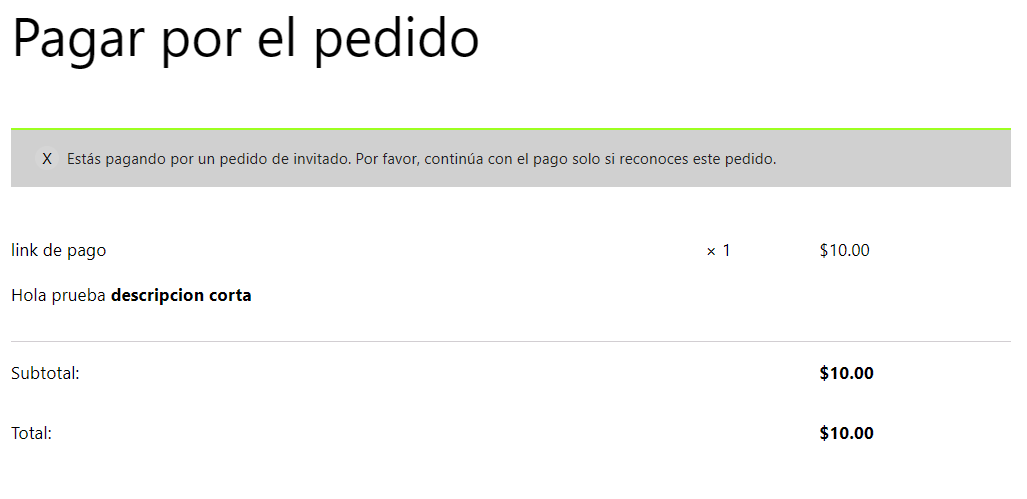 Pagar por el pedido
X Estás pagando por un pedido de invitado. Por favor, continúa con el pago solo si reconoces este pedido.
link de pago × 1 $10.00
Hola prueba descripcion corta
Subtotal: $10.00
Total: $10.00